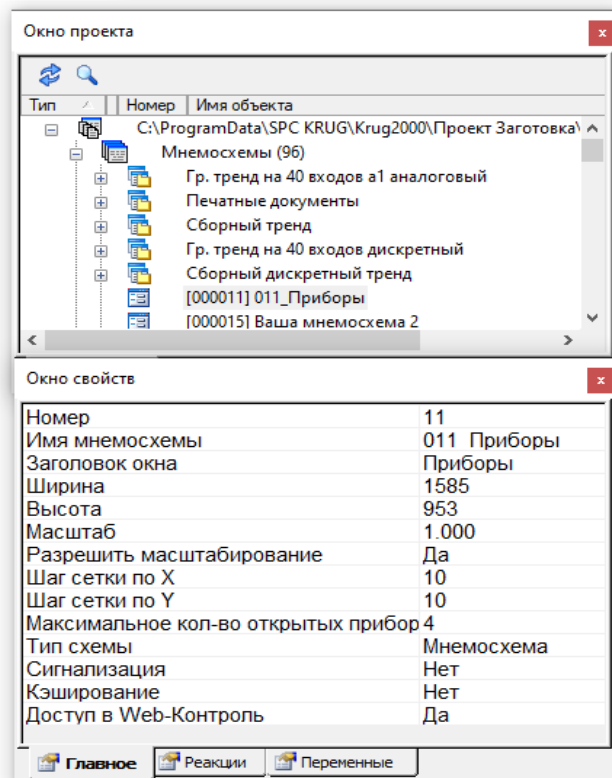 Окно проекта
x
Тип Номер Имя объекта
C:\ProgramData\SPC KRUG\Krug2000\Проект Заготовка\
Мнемосхемы (96)
Гр. тренд на 40 входов а1 аналоговый
Печатные документы
Сборный тренд
Гр. тренд на 40 входов дискретный
Сборный дискретный тренд
[000011] 011_Приборы
[000015] Ваша мнемосхема 2
Окно свойств
x
Номер 11
Имя мнемосхемы 011_Приборы
Заголовок окна Приборы
Ширина 1585
Высота 953
Масштаб 1.000
Разрешить масштабирование Да
Шаг сетки по X 10
Шаг сетки по Y 10
Максимальное кол-во открытых прибор 4
Тип схемы Мнемосхема
Сигнализация Нет
Кэширование Нет
Доступ в Web-Контроль Да
Главное Реакции Переменные